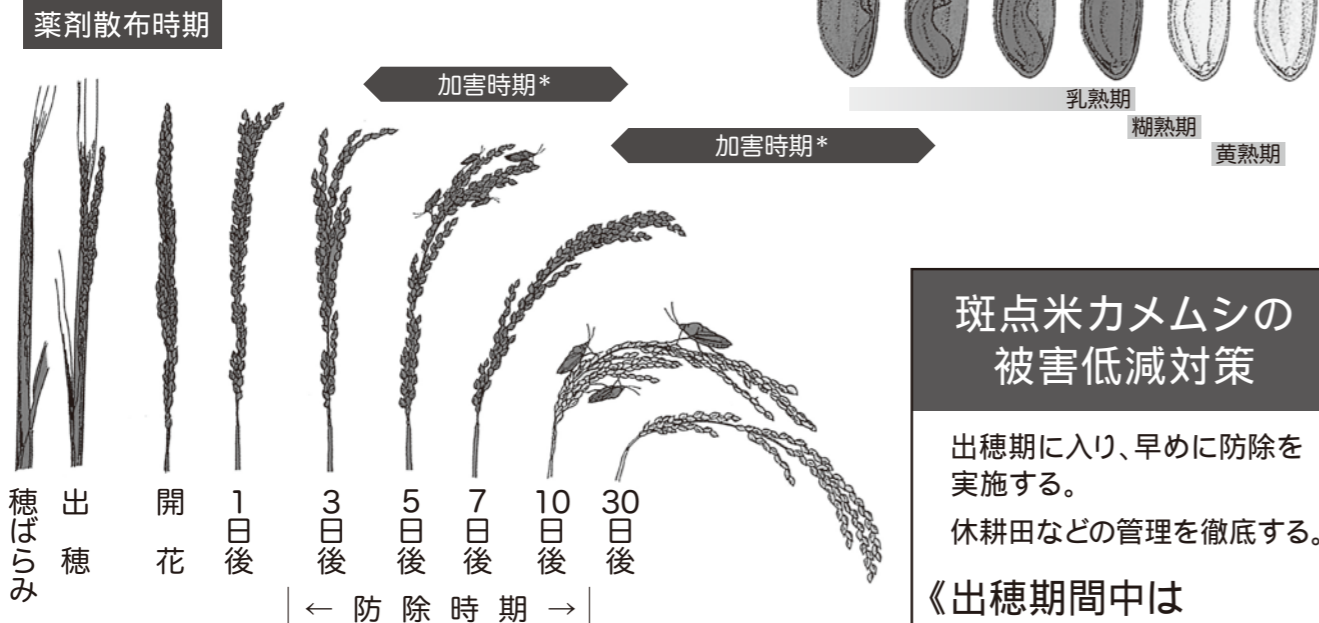 薬剤散布時期
加害時期*
加害時期*
乳熟期
糊熟期
黄熟期
穂ばらみ
出穂
開花
1日後
3日後
5日後
7日後
10日後
30日後
← 防除時期 →
斑点米カメムシの
被害低減対策
出穂期に入り、早めに防除を
実施する。
休耕田などの管理を徹底する。
《出穂期間中は